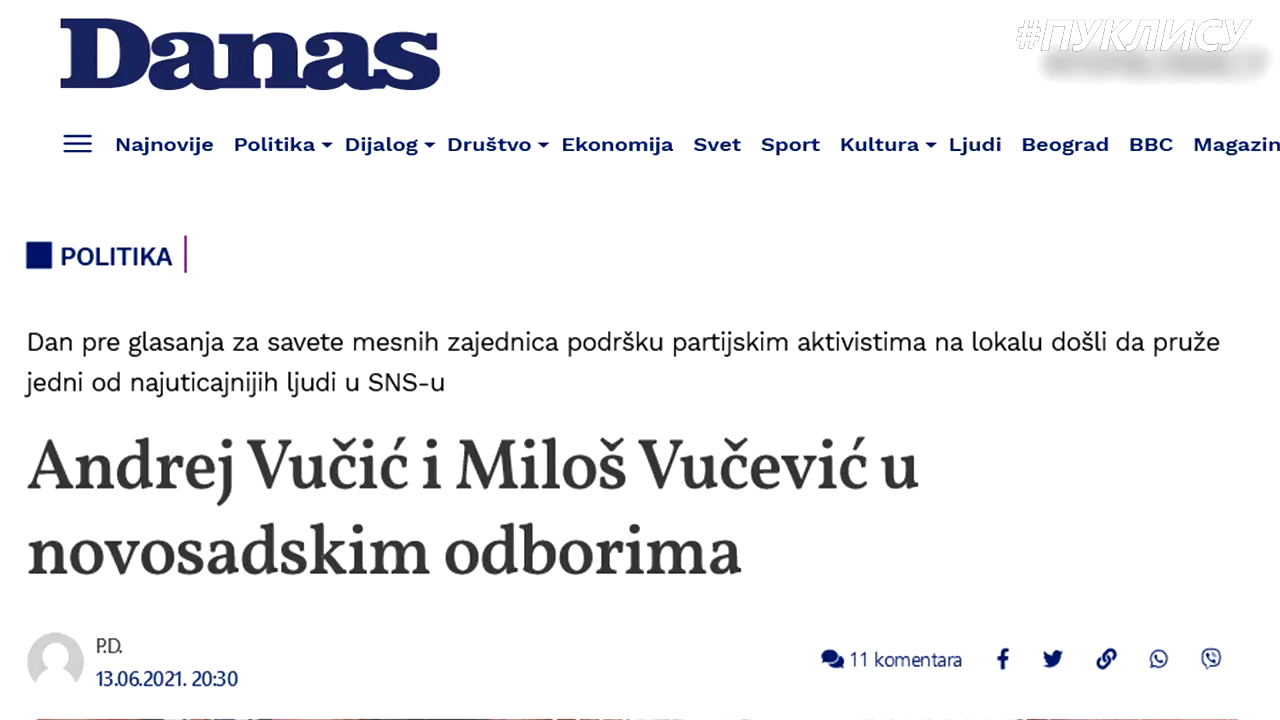 Danas
#ПУКЛИСУ
Najnovije Politika Dijalog Društvo Ekonomija Svet Sport Kultura Ljudi Beograd BBC Magazin
POLITIKA
Dan pre glasanja za savete mesnih zajednica podršku partijskim aktivistima na lokalu došli da pruže
jedni od najuticajnijih ljudi u SNS-u
Andrej Vučić i Miloš Vučević u
novosadskim odborima
P.D.
13.06.2021. 20:30
11 komentara